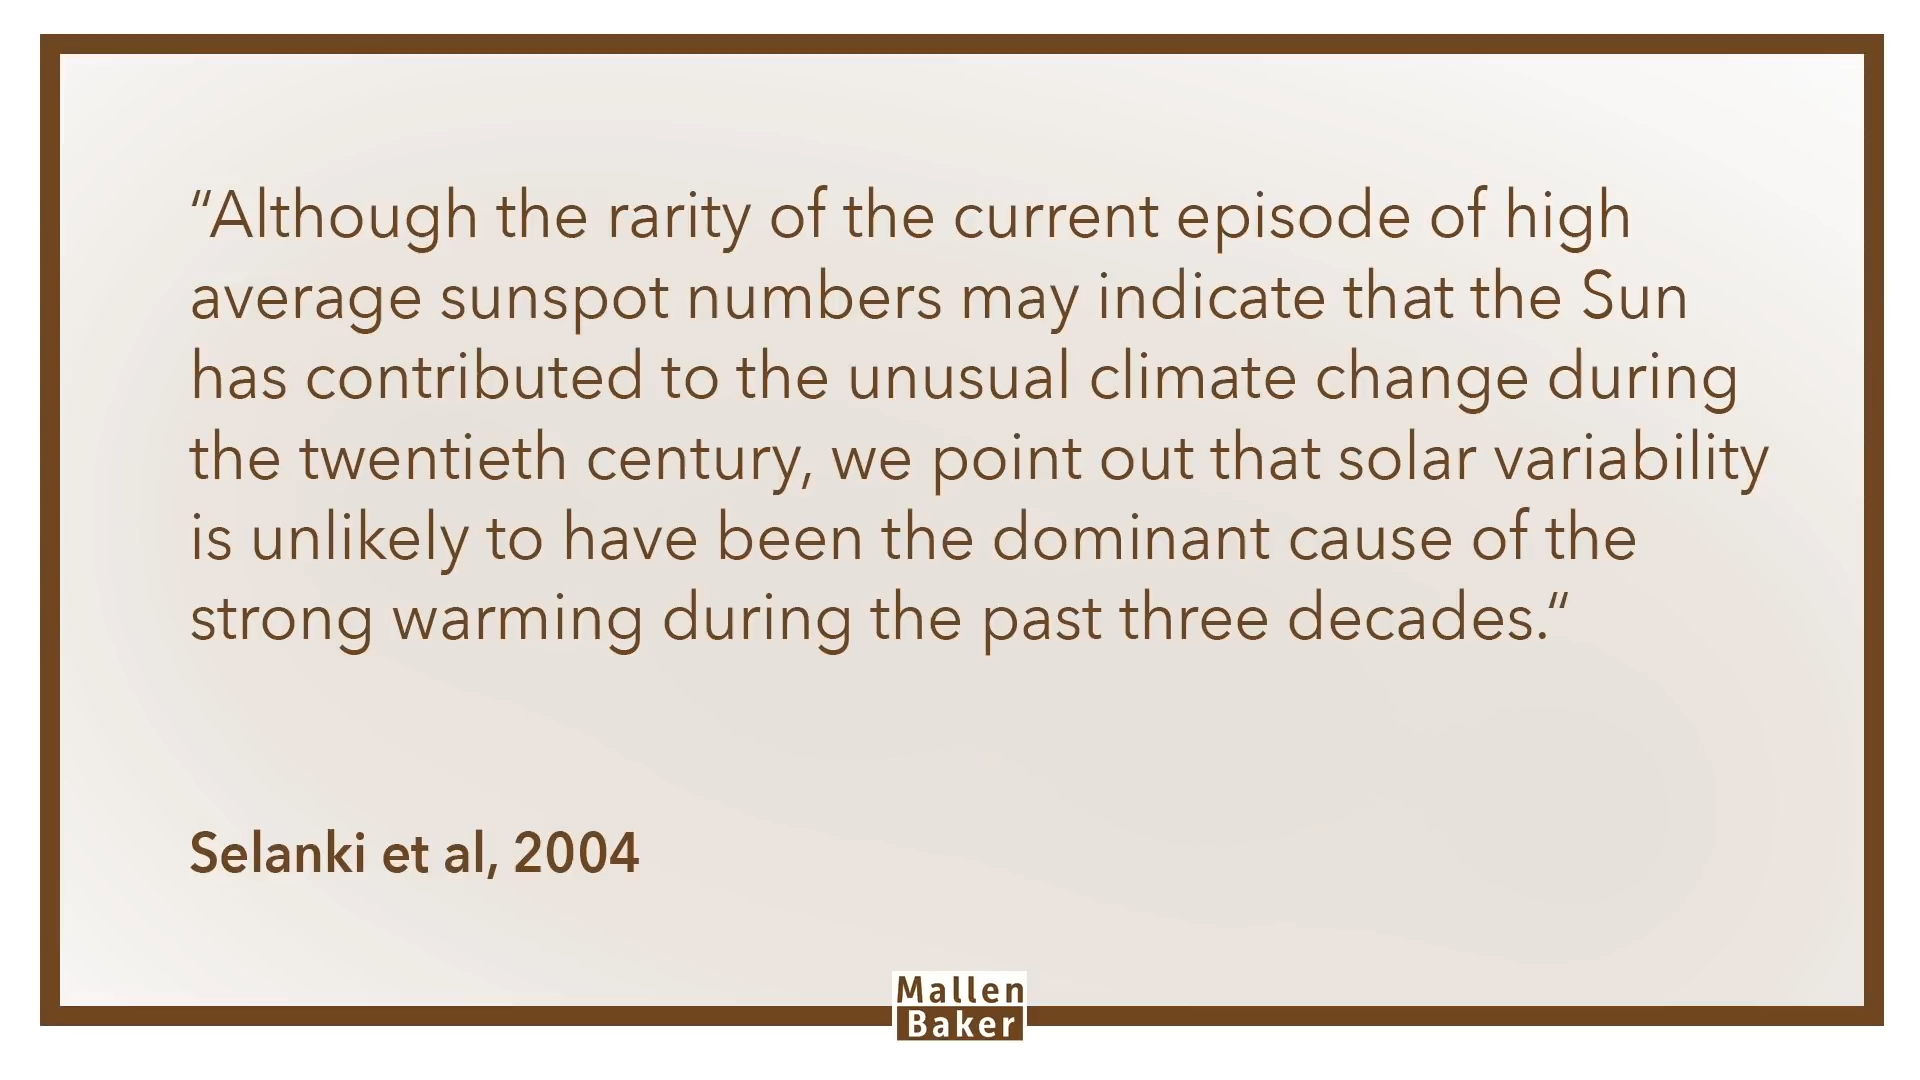 “Although the rarity of the current episode of high
average sunspot numbers may indicate that the Sun
has contributed to the unusual climate change during
the twentieth century, we point out that solar variability
is unlikely to have been the dominant cause of the
strong warming during the past three decades.“
Selanki et al, 2004
Mallen
Baker